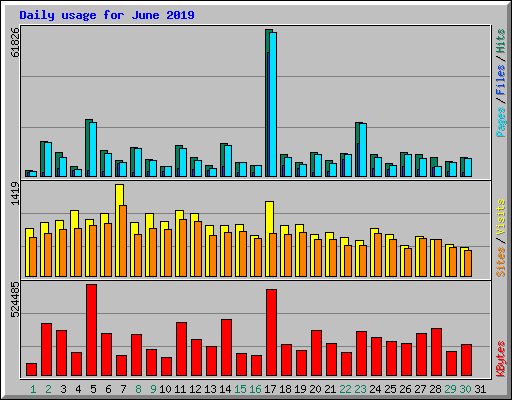 Daily usage for June 2019
61826
Pages / Files / Hits
1419
Sites / Visits
524485
KBytes
1 2 3 4 5 6 7 8 9 10 11 12 13 14 15 16 17 18 19 20 21 22 23 24 25 26 27 28 29 30 31